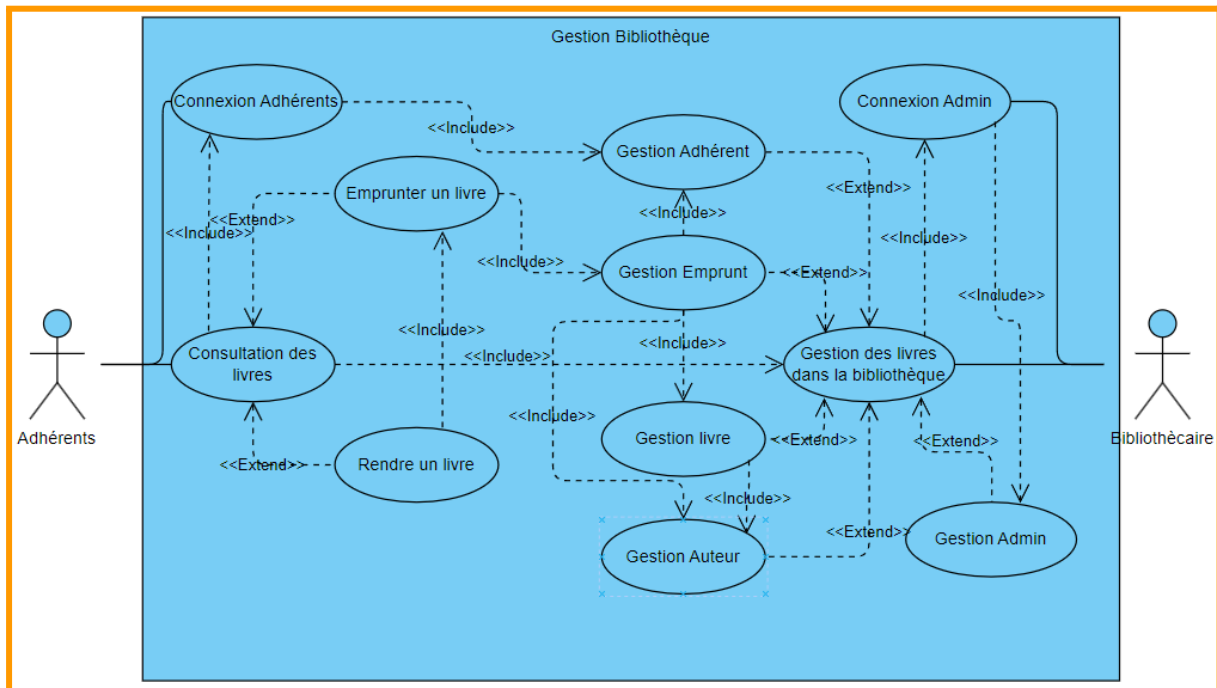 Gestion Bibliothèque
Connexion Adhérents
Connexion Admin
<<Include>>
Gestion Adhérent
Emprunter un livre
<<Extend>>
<<Extend>>
<<Include>>
<<Include>>
<<Include>>
<<Include>>
Gestion Emprunt
<<Extend>>
<<Include>>
<<Include>>
<<Include>>
<<Include>>
Consultation des
livres
Gestion des livres
dans la bibliothèque
<<Include>>
Adhérents
Gestion livre
<<Extend>>
<<Extend>>
Bibliothècaire
<<Extend>>
Rendre un livre
<<Include>>
<<Extend>>
Gestion Auteur
Gestion Admin